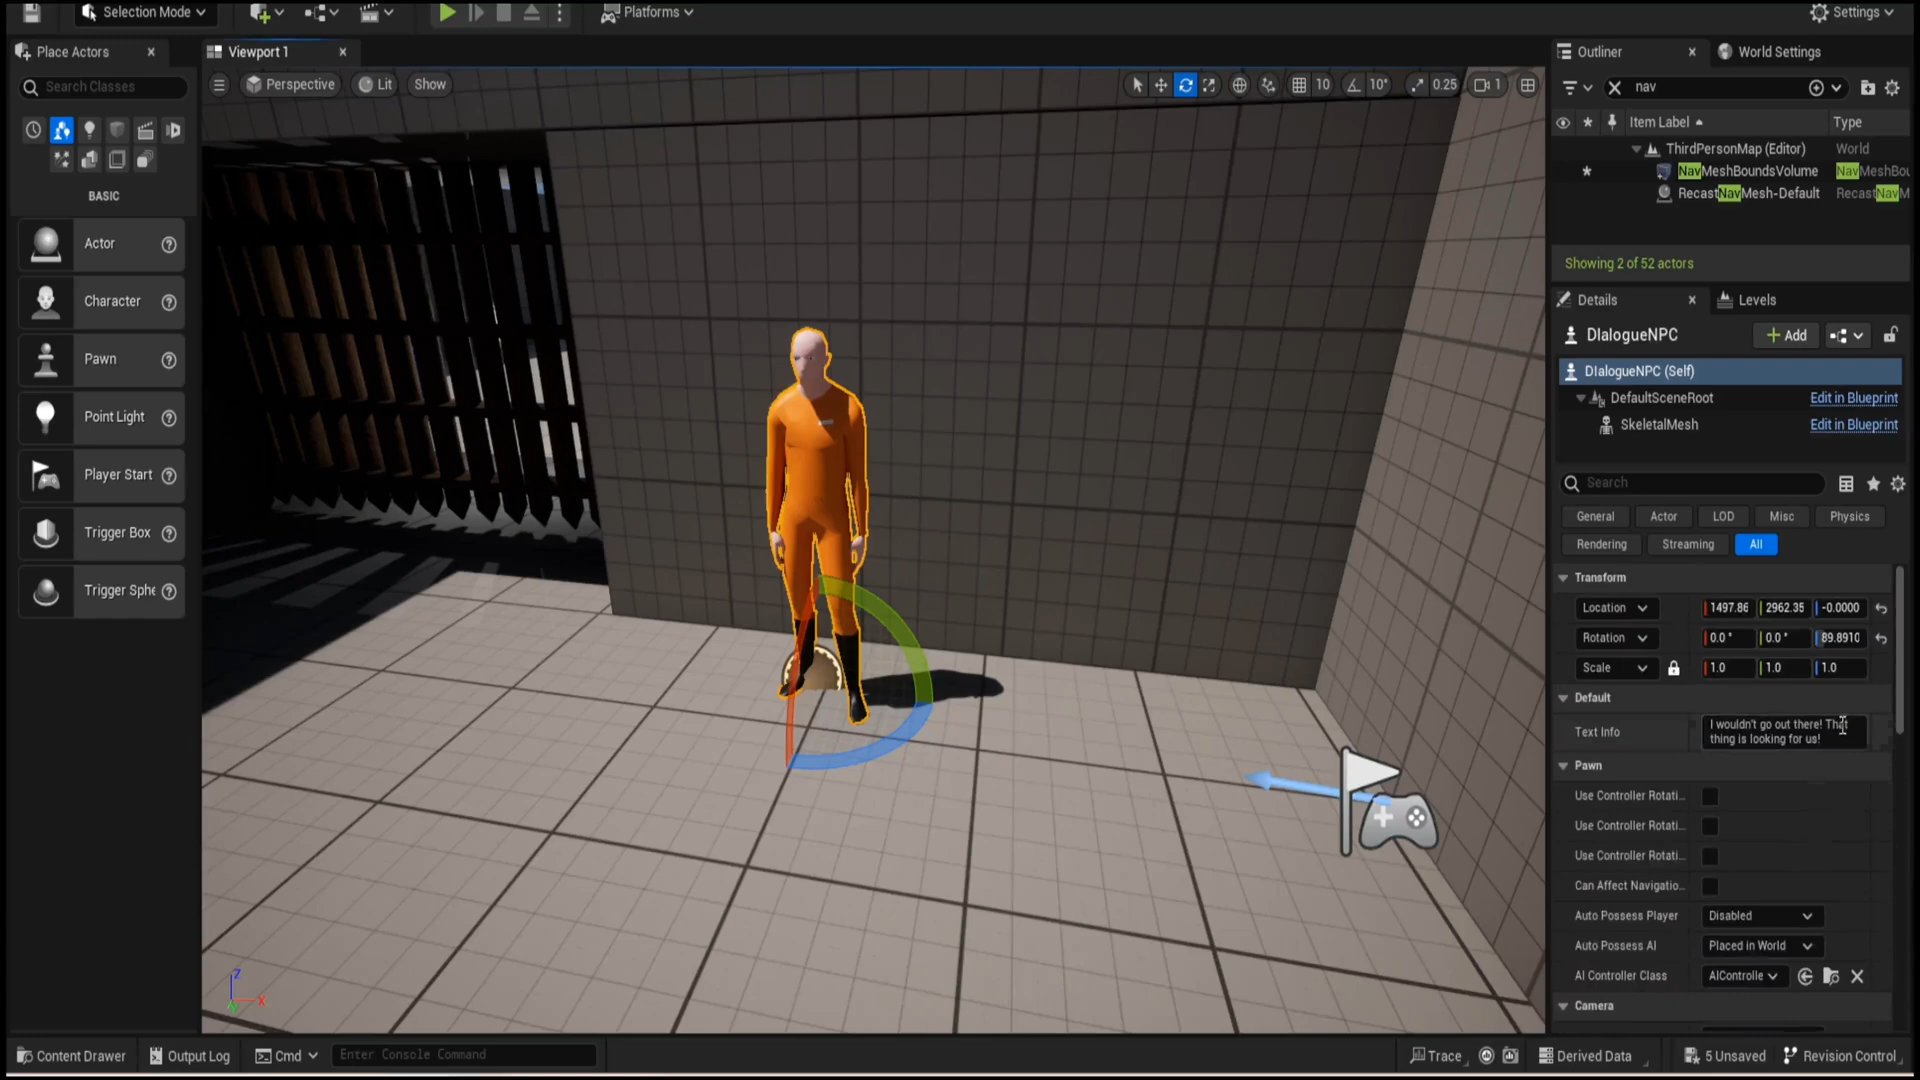 Selection Mode
Platforms
Settings
Place Actors
Viewport 1
Outliner
World Settings
Search Classes
Perspective
Lit
Show
10
10°
0.25
1
nav
Item Label
Type
ThirdPersonMap (Editor)
World
NavMeshBoundsVolume
NavMeshBou
RecastNavMesh-Default
RecastNavM
BASIC
Actor
Character
Pawn
Point Light
Player Start
Trigger Box
Trigger Sphe
Showing 2 of 52 actors
Details
Levels
DIalogueNPC
Add
DIalogueNPC (Self)
DefaultSceneRoot
Edit in Blueprint
SkeletalMesh
Edit in Blueprint
Search
General
Actor
LOD
Misc
Physics
Rendering
Streaming
All
Transform
Location
1497.86
2962.35
-0.0000
Rotation
0.0°
0.0°
89.8910
Scale
1.0
1.0
1.0
Default
Text Info
I wouldn't go out there! That
thing is looking for us!
Pawn
Use Controller Rotati...
Use Controller Rotati...
Use Controller Rotati...
Can Affect Navigatio...
Auto Possess Player
Disabled
Auto Possess AI
Placed in World
AI Controller Class
AIControlle
Camera
Z
X
Y
Content Drawer
Output Log
Cmd
Enter Console Command
Trace
Derived Data
5 Unsaved
Revision Control